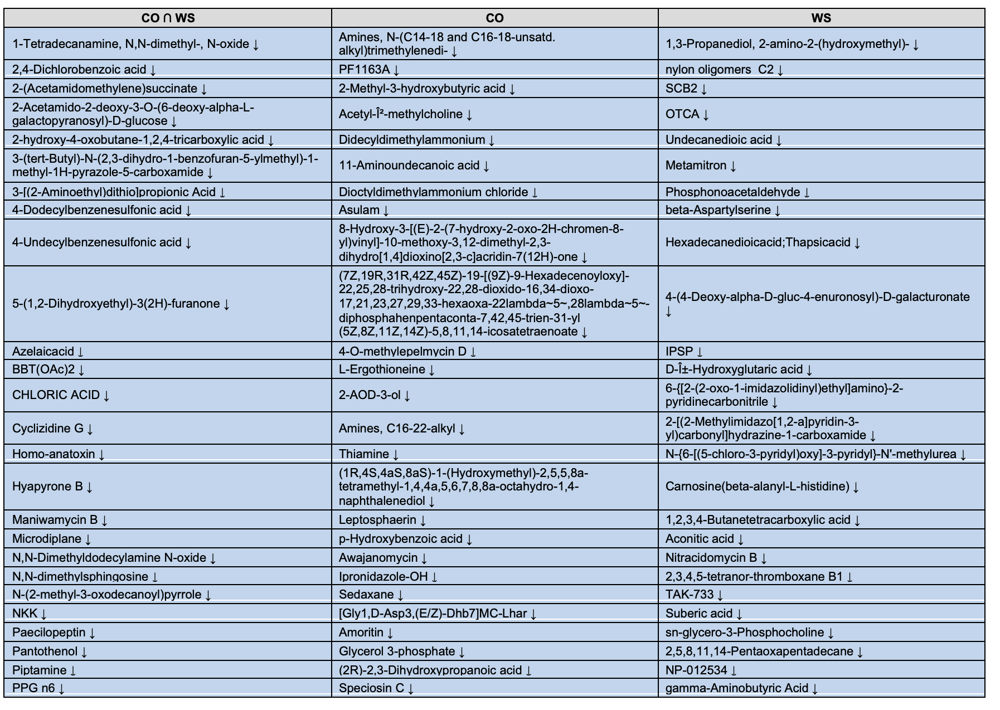 CO ∩ WS
CO
WS
1-Tetradecanamine, N,N-dimethyl-, N-oxide ↓
Amines, N-(C14-18 and C16-18-unsatd.
alkyl)trimethylenedi- ↓
1,3-Propanediol, 2-amino-2-(hydroxymethyl)- ↓
2,4-Dichlorobenzoic acid ↓
PF1163A ↓
nylon oligomers  C2 ↓
2-(Acetamidomethylene)succinate ↓
2-Methyl-3-hydroxybutyric acid ↓
SCB2 ↓
2-Acetamido-2-deoxy-3-O-(6-deoxy-alpha-L-
galactopyranosyl)-D-glucose ↓
Acetyl-Î²-methylcholine ↓
OTCA ↓
2-hydroxy-4-oxobutane-1,2,4-tricarboxylic acid ↓
Didecyldimethylammonium ↓
Undecanedioic acid ↓
3-(tert-Butyl)-N-(2,3-dihydro-1-benzofuran-5-ylmethyl)-1-
methyl-1H-pyrazole-5-carboxamide ↓
11-Aminoundecanoic acid ↓
Metamitron ↓
3-[(2-Aminoethyl)dithio]propionic Acid ↓
Dioctyldimethylammonium chloride ↓
Phosphonoacetaldehyde ↓
4-Dodecylbenzenesulfonic acid ↓
Asulam ↓
beta-Aspartylserine ↓
4-Undecylbenzenesulfonic acid ↓
8-Hydroxy-3-[(E)-2-(7-hydroxy-2-oxo-2H-chromen-8-
yl)vinyl]-10-methoxy-3,12-dimethyl-2,3-
dihydro[1,4]dioxino[2,3-c]acridin-7(12H)-one ↓
Hexadecanedioicacid;Thapsicacid ↓
5-(1,2-Dihydroxyethyl)-3(2H)-furanone ↓
(7Z,19R,31R,42Z,45Z)-19-[(9Z)-9-Hexadecenoyloxy]-
22,25,28-trihydroxy-22,28-dioxido-16,34-dioxo-
17,21,23,27,29,33-hexaoxa-22lambda~5~,28lambda~5~-
diphosphahenpentaconta-7,42,45-trien-31-yl
(5Z,8Z,11Z,14Z)-5,8,11,14-icosatetraenoate ↓
4-(4-Deoxy-alpha-D-gluc-4-enuronosyl)-D-galacturonate
↓
Azelaicacid ↓
4-O-methylepelmycin D ↓
IPSP ↓
BBT(OAc)2 ↓
L-Ergothioneine ↓
D-Î±-Hydroxyglutaric acid ↓
CHLORIC ACID ↓
2-AOD-3-ol ↓
6-{[2-(2-oxo-1-imidazolidinyl)ethyl]amino}-2-
pyridinecarbonitrile ↓
Cyclizidine G ↓
Amines, C16-22-alkyl ↓
2-[(2-Methylimidazo[1,2-a]pyridin-3-
yl)carbonyl]hydrazine-1-carboxamide ↓
Homo-anatoxin ↓
Thiamine ↓
N-{6-[(5-chloro-3-pyridyl)oxy]-3-pyridyl}-N'-methylurea ↓
Hyapyrone B ↓
(1R,4S,4aS,8aS)-1-(Hydroxymethyl)-2,5,5,8a-
tetramethyl-1,4,4a,5,6,7,8,8a-octahydro-1,4-
naphthalenediol ↓
Carnosine(beta-alanyl-L-histidine) ↓
Maniwamycin B ↓
Leptosphaerin ↓
1,2,3,4-Butanetetracarboxylic acid ↓
Microdiplane ↓
p-Hydroxybenzoic acid ↓
Aconitic acid ↓
N,N-Dimethyldodecylamine N-oxide ↓
Awajanomycin ↓
Nitracidomycin B ↓
N,N-dimethylsphingosine ↓
Ipronidazole-OH ↓
2,3,4,5-tetranor-thromboxane B1 ↓
N-(2-methyl-3-oxodecanoyl)pyrrole ↓
Sedaxane ↓
TAK-733 ↓
NKK ↓
[Gly1,D-Asp3,(E/Z)-Dhb7]MC-Lhar ↓
Suberic acid ↓
Paecilopeptin ↓
Amoritin ↓
sn-glycero-3-Phosphocholine ↓
Pantothenol ↓
Glycerol 3-phosphate ↓
2,5,8,11,14-Pentaoxapentadecane ↓
Piptamine ↓
(2R)-2,3-Dihydroxypropanoic acid ↓
NP-012534 ↓
PPG n6 ↓
Speciosin C ↓
gamma-Aminobutyric Acid ↓